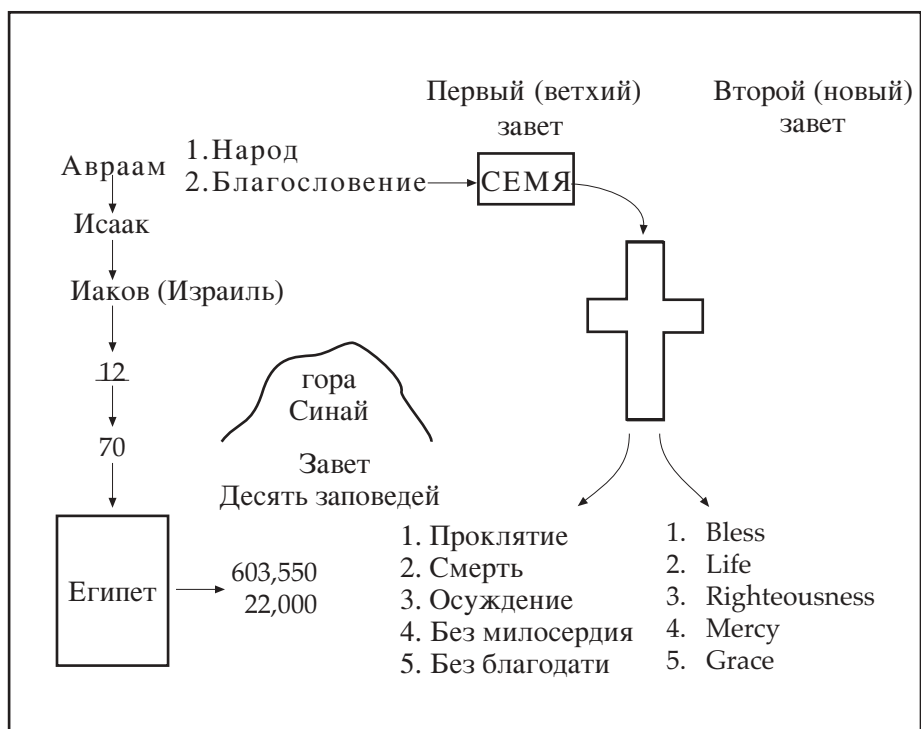 Первый (ветхий)
завет
Второй (новый)
завет
Авраам
1.Народ
2.Благословение
СЕМЯ
Исаак
Иаков (Израиль)
12
70
Египет
гора
Синай
Завет
Десять заповедей
603,550
22,000
1. Проклятие
2. Смерть
3. Осуждение
4. Без милосердия
5. Без благодати
1. Bless
2. Life
3. Righteousness
4. Mercy
5. Grace